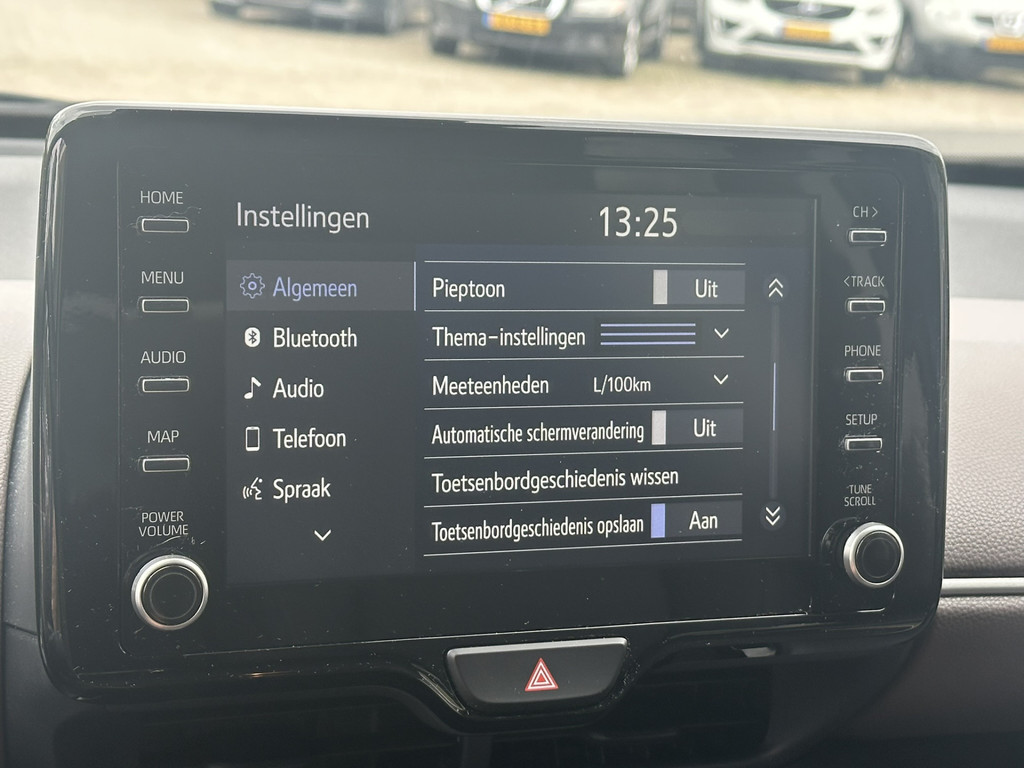 HOME
MENU
AUDIO
MAP
POWER
VOLUME
Instellingen
13:25
Algemeen
Bluetooth
Audio
Telefoon
Spraak
Pieptoon Uit
Thema-instellingen
Meeteenheden L/100km
Automatische schermverandering Uit
Toetsenbordgeschiedenis wissen
Toetsenbordgeschiedenis opslaan Aan
CH>
<TRACK
PHONE
SETUP
TUNE
SCROLL